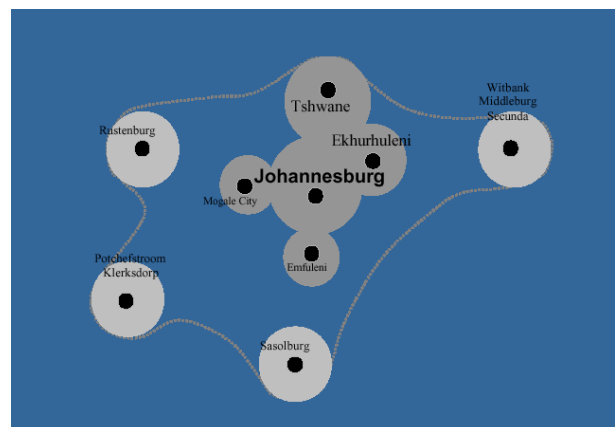 Witbank
Middleburg
Secunda
Tshwane
Rustenburg
Ekhurhuleni
Johannesburg
Mogale City
Potchefstroom
Klerksdorp
Emfuleni
Sasolburg